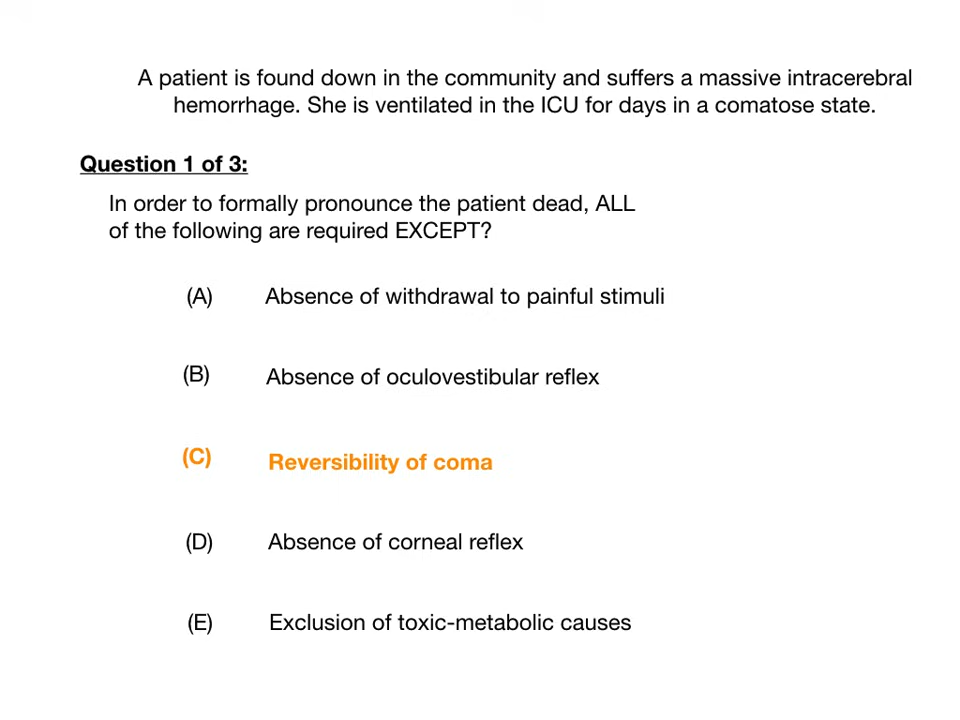 A patient is found down in the community and suffers a massive intracerebral
hemorrhage. She is ventilated in the ICU for days in a comatose state.
Question 1 of 3:
In order to formally pronounce the patient dead, ALL
of the following are required EXCEPT?
(A) Absence of withdrawal to painful stimuli
(B) Absence of oculovestibular reflex
(C) Reversibility of coma
(D) Absence of corneal reflex
(E) Exclusion of toxic-metabolic causes